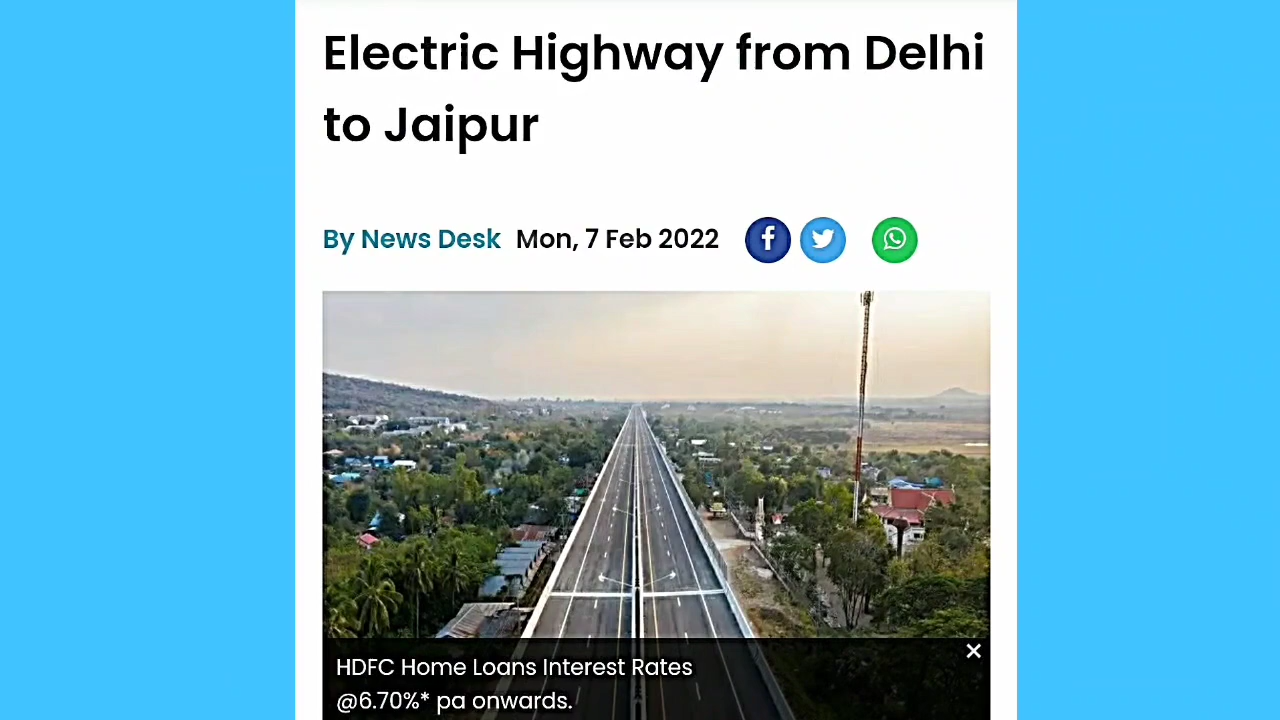 Electric Highway from Delhi
to Jaipur
By News Desk Mon, 7 Feb 2022
HDFC Home Loans Interest Rates
@6.70%* pa onwards.